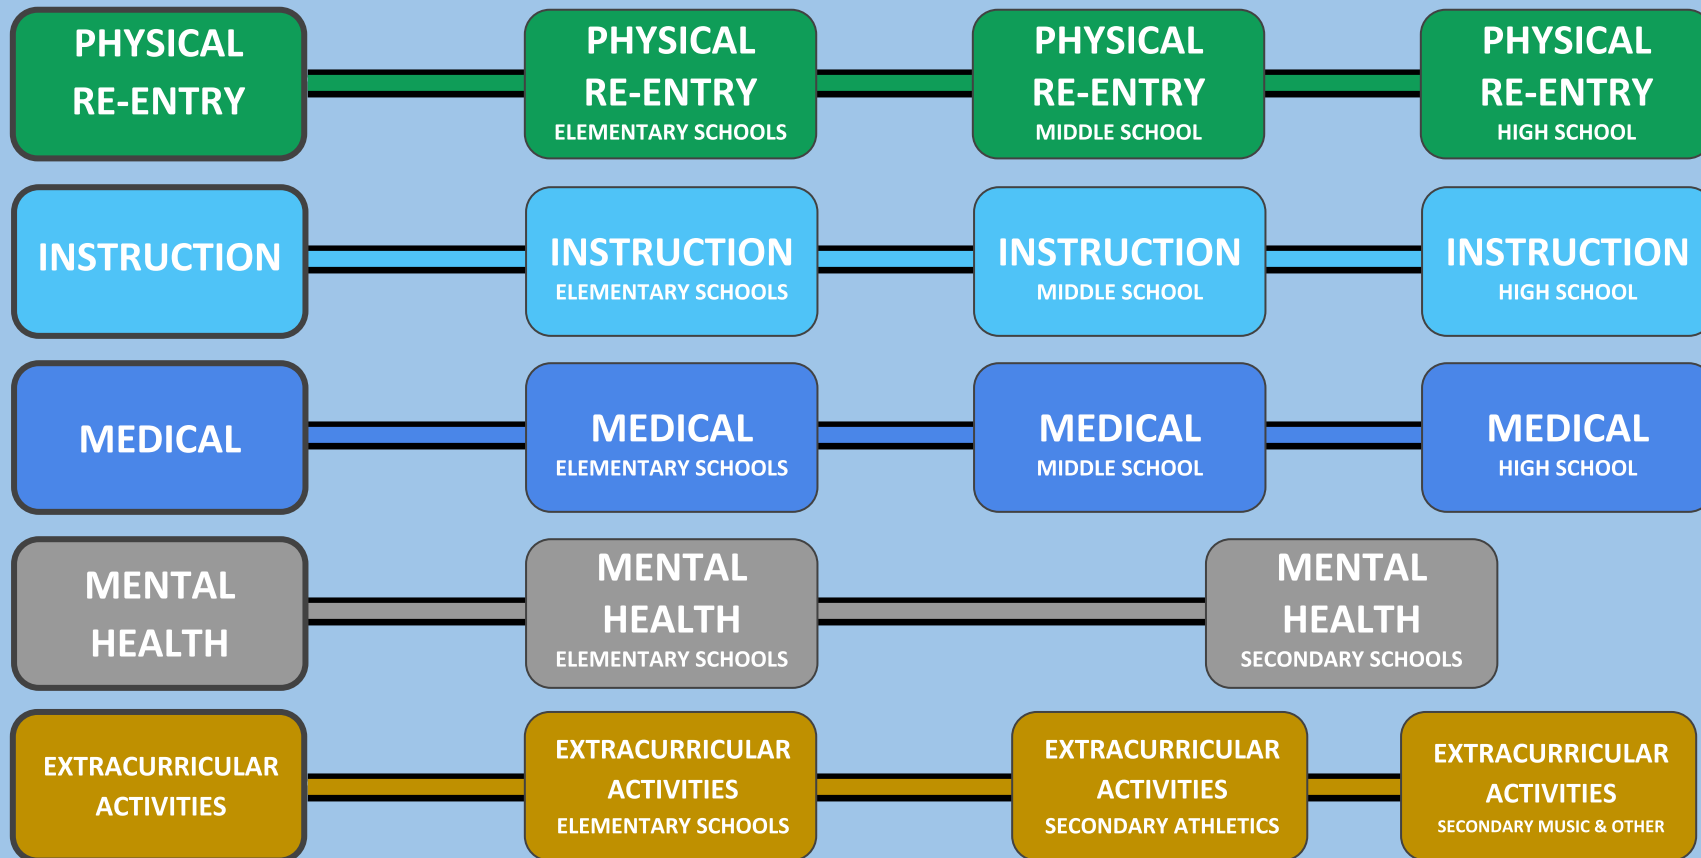 PHYSICAL
RE-ENTRY
PHYSICAL
RE-ENTRY
ELEMENTARY SCHOOLS
PHYSICAL
RE-ENTRY
MIDDLE SCHOOL
PHYSICAL
RE-ENTRY
HIGH SCHOOL
INSTRUCTION
INSTRUCTION
ELEMENTARY SCHOOLS
INSTRUCTION
MIDDLE SCHOOL
INSTRUCTION
HIGH SCHOOL
MEDICAL
MEDICAL
ELEMENTARY SCHOOLS
MEDICAL
MIDDLE SCHOOL
MEDICAL
HIGH SCHOOL
MENTAL
HEALTH
MENTAL
HEALTH
ELEMENTARY SCHOOLS
MENTAL
HEALTH
SECONDARY SCHOOLS
EXTRACURRICULAR
ACTIVITIES
EXTRACURRICULAR
ACTIVITIES
ELEMENTARY SCHOOLS
EXTRACURRICULAR
ACTIVITIES
SECONDARY ATHLETICS
EXTRACURRICULAR
ACTIVITIES
SECONDARY MUSIC & OTHER